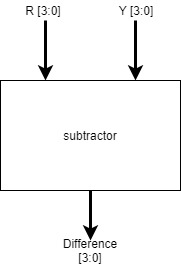 R [3:0] Y [3:0]
subtractor
Difference
[3:0]